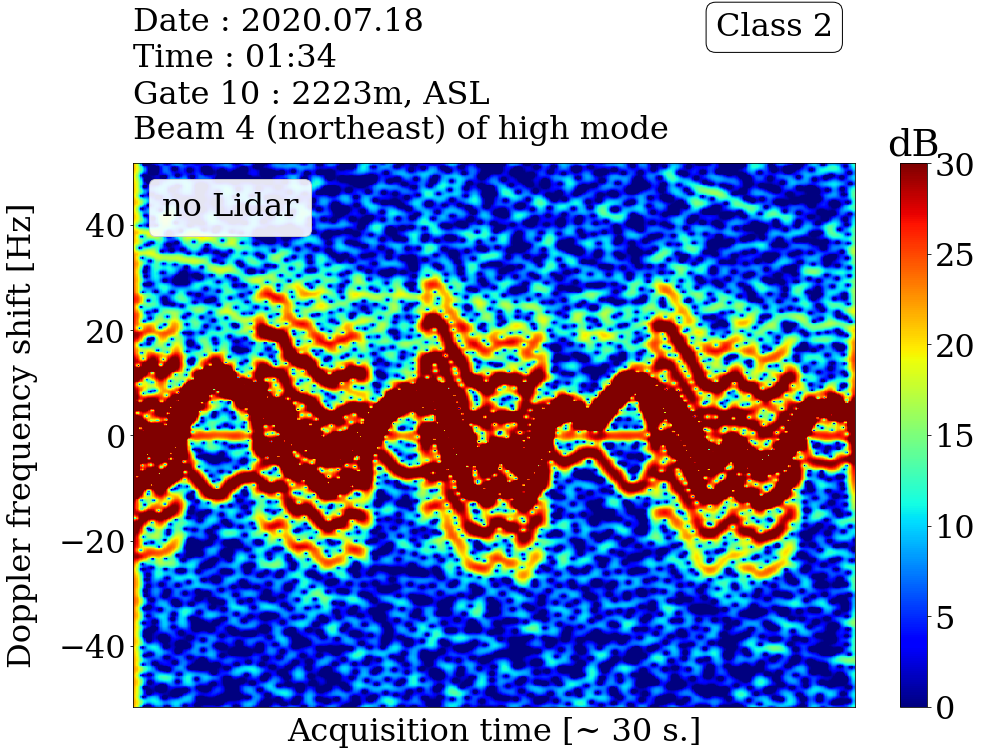 Date : 2020.07.18
Time : 01:34
Gate 10 : 2223m, ASL
Beam 4 (northeast) of high mode
Class 2
dB
no Lidar
Doppler frequency shift [Hz]
40
20
0
−20
−40
30
25
20
15
10
5
0
Acquisition time [~ 30 s.]